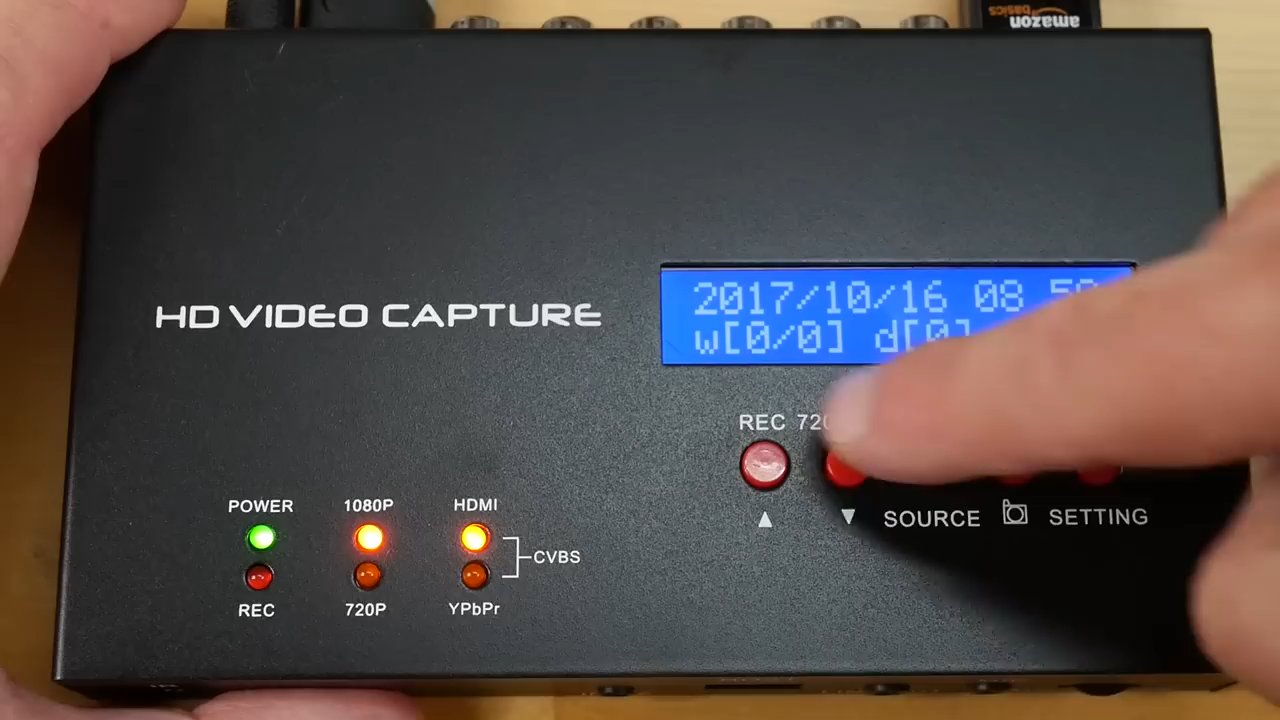 amazon
basics
HD VIDEO CAPTURE
2017/10/16 08
w[0/0] d[0]
REC 720
SOURCE SETTING
POWER 1080P HDMI
CVBS
REC 720P YPbPr